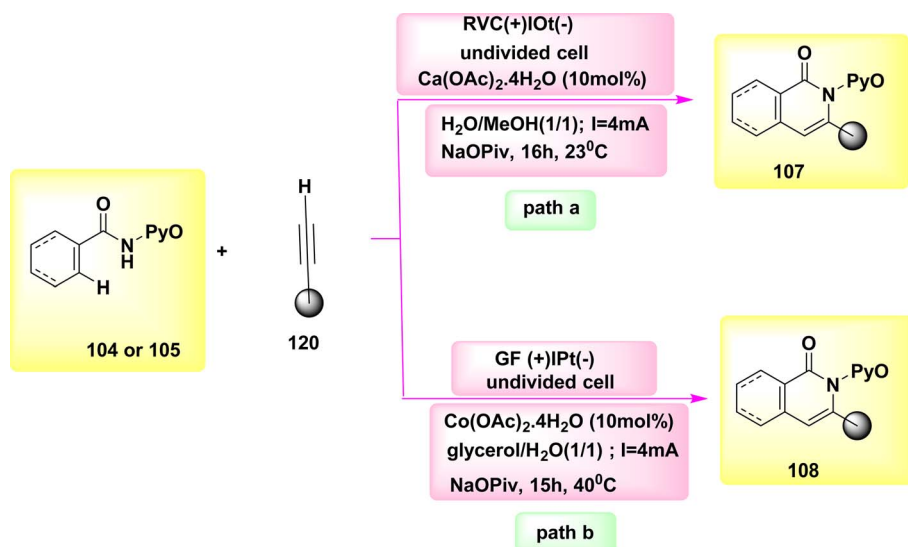 RVC(+)IOt(-)
undivided cell
Ca(OAc)₂.4H₂O (10mol%)
H₂O/MeOH(1/1); I=4mA
NaOPiv, 16h, 23⁰C
path a
O
N
PyO
107
O
N
H
PyO
H
104 or 105
+
H
120
GF (+)IPt(-)
undivided cell
Co(OAc)₂.4H₂O (10mol%)
glycerol/H₂O(1/1) ; I=4mA
NaOPiv, 15h, 40⁰C
path b
O
N
PyO
108